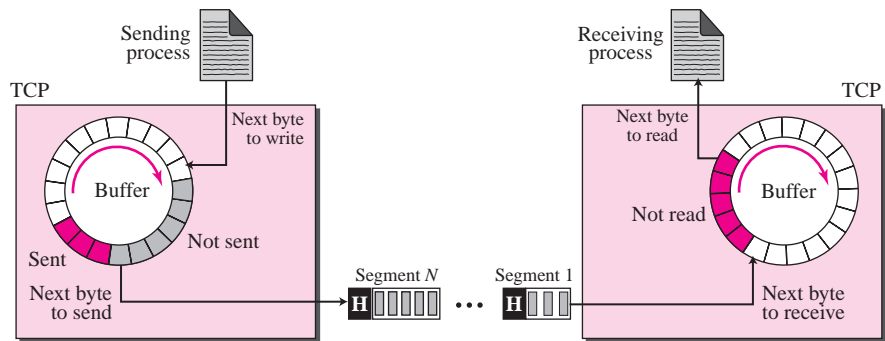 Sending
process
Receiving
process
TCP
TCP
Next byte
to write
Next byte
to read
Buffer
Buffer
Not sent
Not read
Sent
Next byte
to send
Segment N
Segment 1
H
...
H
Next byte
to receive